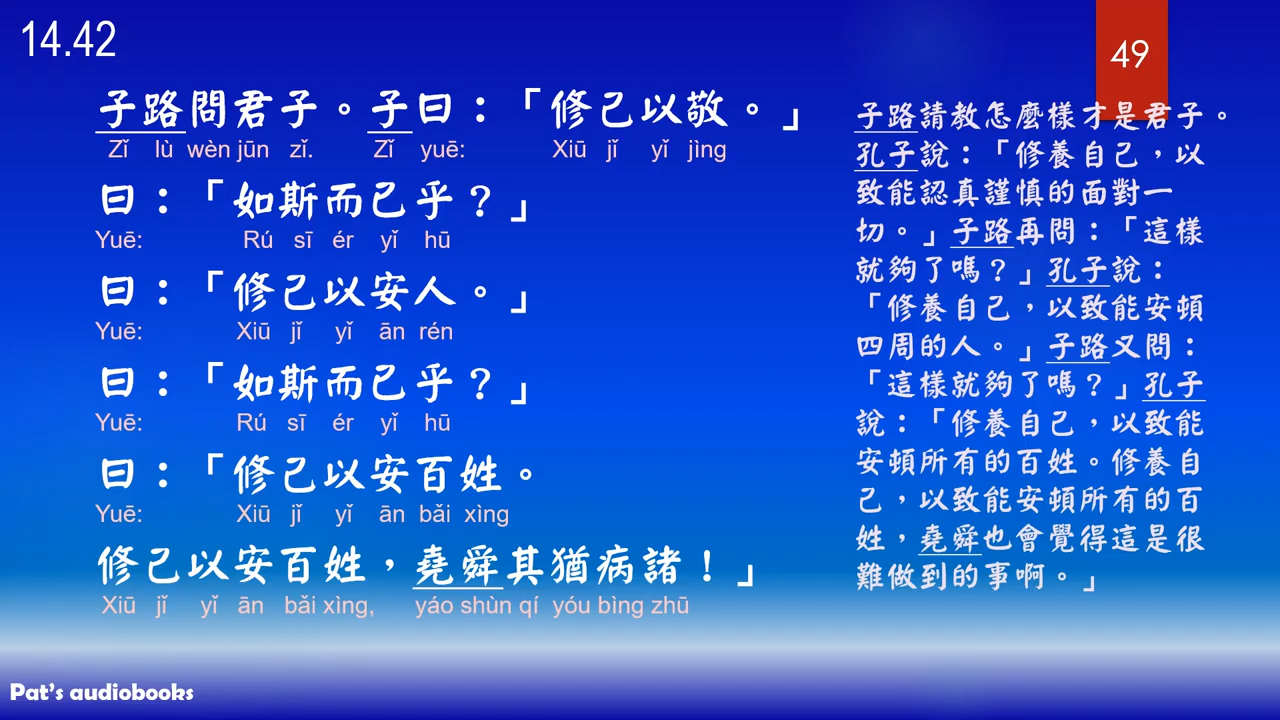 14.42
49
子路問君子。子曰：「修己以敬。」
Zǐ lù wèn jūn zǐ. Zǐ yuē: Xiū jǐ yǐ jìng
曰：「如斯而已乎？」
Yuē: Rú sī ér yǐ hū
曰：「修己以安人。」
Yuē: Xiū jǐ yǐ ān rén
曰：「如斯而已乎？」
Yuē: Rú sī ér yǐ hū
曰：「修己以安百姓。
Yuē: Xiū jǐ yǐ ān bǎi xìng
修己以安百姓，堯舜其猶病諸！」
Xiū jǐ yǐ ān bǎi xìng, yáo shùn qí yóu bìng zhū
子路請教怎麼樣才是君子。
孔子說：「修養自己，以
致能認真謹慎的面對一
切。」子路再問：「這樣
就夠了嗎？」孔子說：
「修養自己，以致能安頓
四周的人。」子路又問：
「這樣就夠了嗎？」孔子
說：「修養自己，以致能
安頓所有的百姓。修養自
己，以致能安頓所有的百
姓，堯舜也會覺得這是很
難做到的事啊。」
Pat's audiobooks